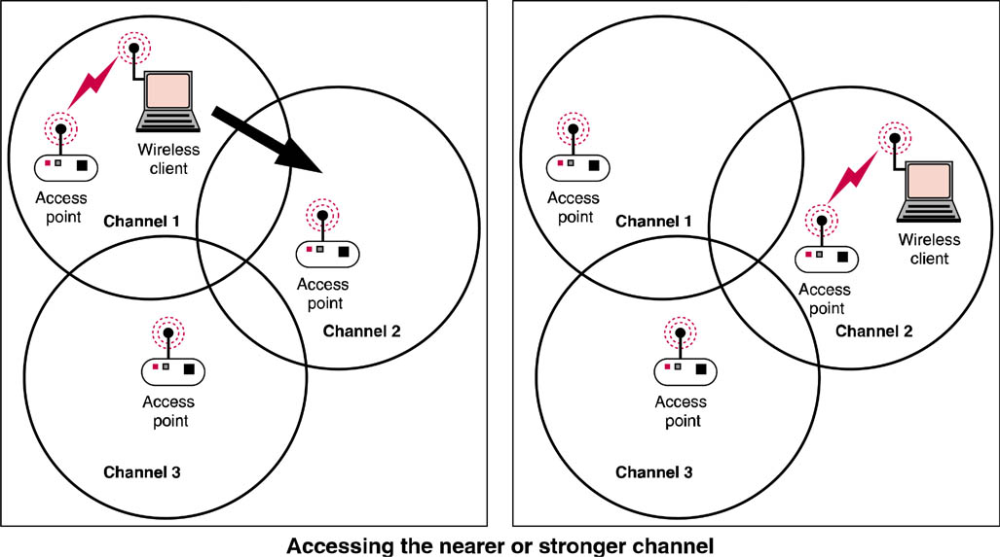 Wireless
client
Access
point
Channel 1
Access
point
Channel 2
Access
point
Channel 3
Access
point
Channel 1
Wireless
client
Access
point
Channel 2
Access
point
Channel 3
Accessing the nearer or stronger channel